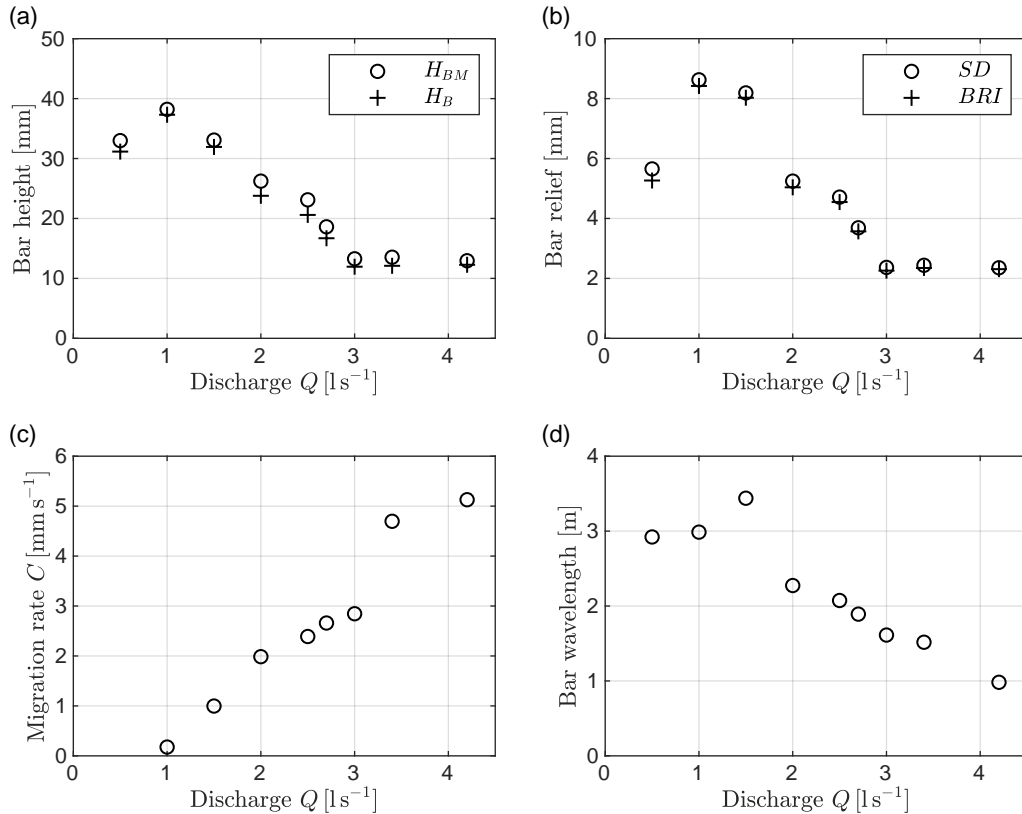 (a)
50
40
30
20
10
0
Bar height [mm]
H_{BM}
H_B
0 1 2 3 4
Discharge Q [l s⁻¹]
(b)
10
8
6
4
2
0
Bar relief [mm]
SD
BRI
0 1 2 3 4
Discharge Q [l s⁻¹]
(c)
6
5
4
3
2
1
0
Migration rate C [mm s⁻¹]
0 1 2 3 4
Discharge Q [l s⁻¹]
(d)
4
3
2
1
0
Bar wavelength [m]
0 1 2 3 4
Discharge Q [l s⁻¹]